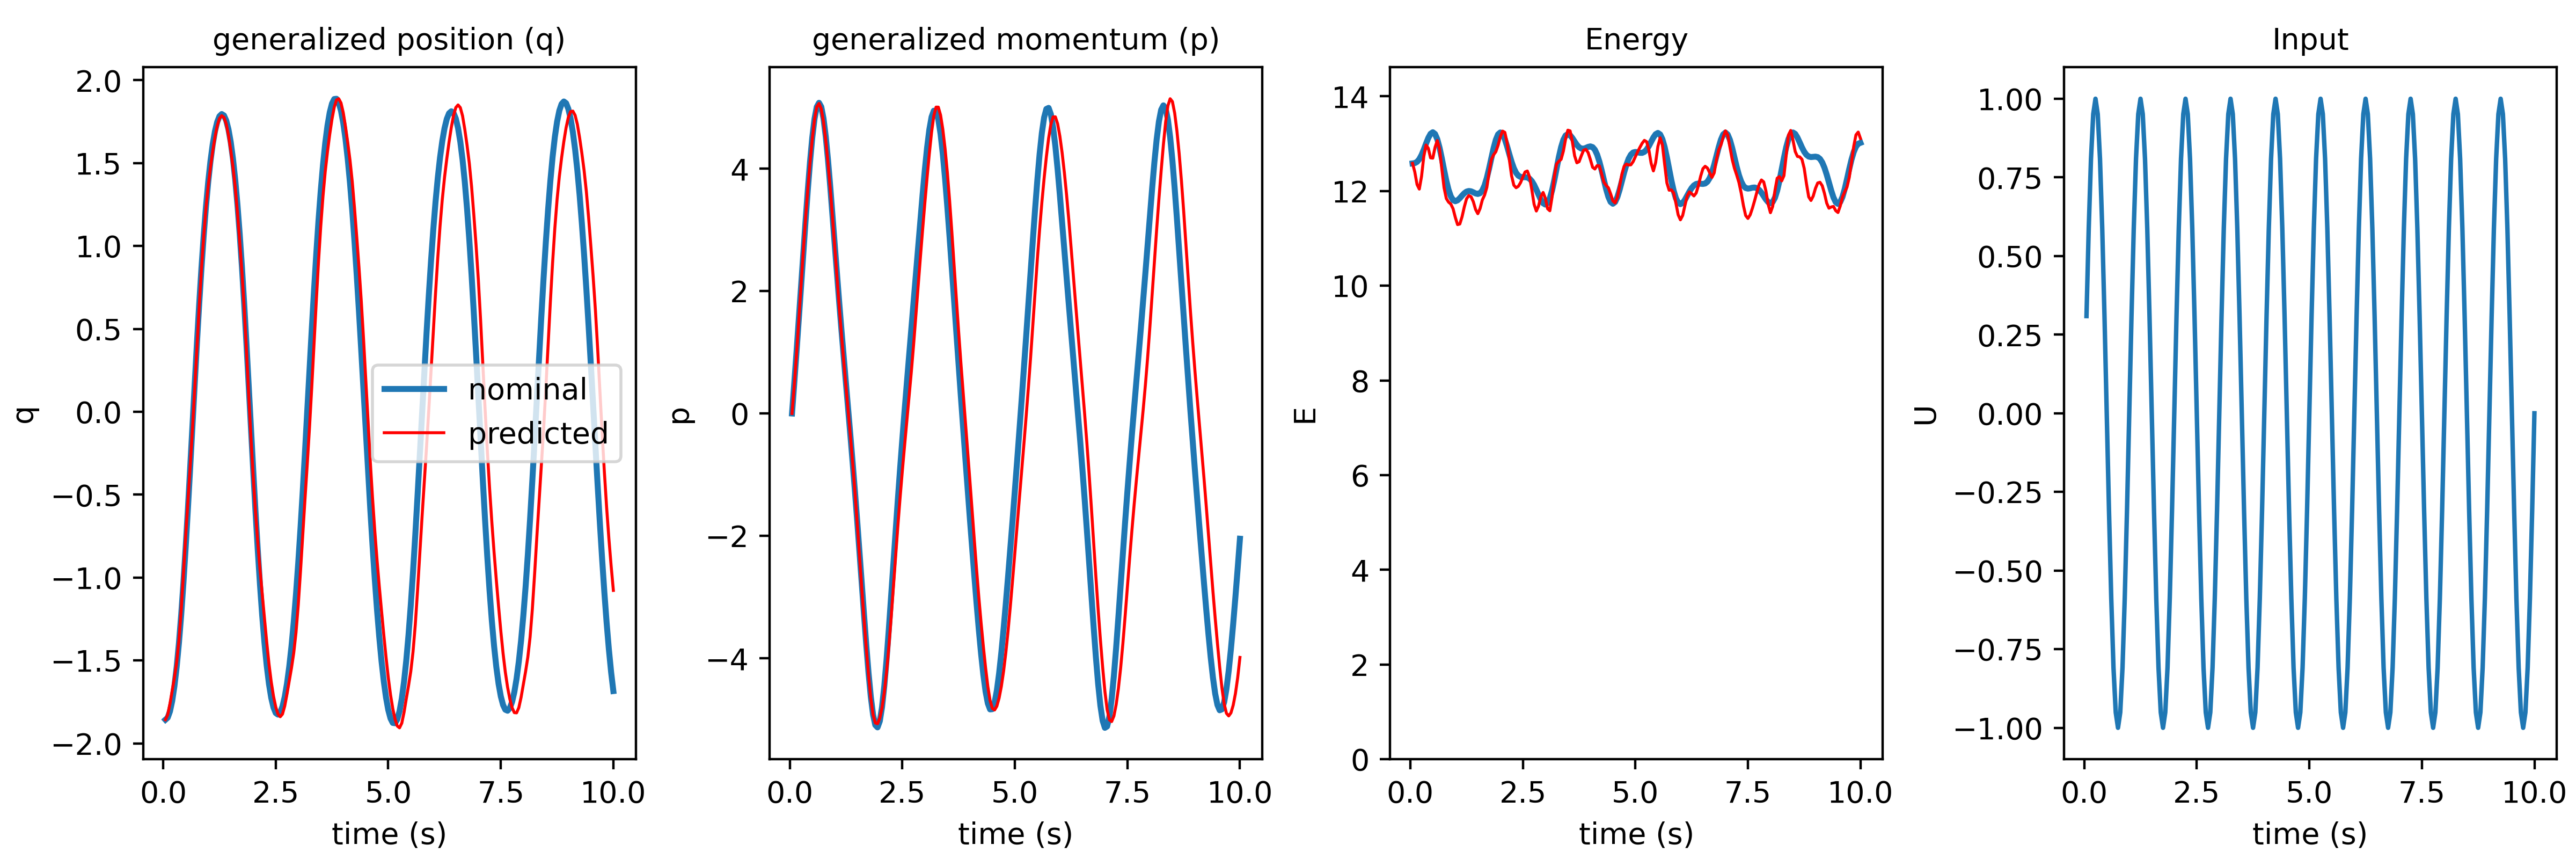 generalized position (q)
2.0
1.5
1.0
0.5
0.0
−0.5
−1.0
−1.5
−2.0
q
nominal
predicted
0.0 2.5 5.0 7.5 10.0
time (s)
generalized momentum (p)
4
2
0
−2
−4
p
0.0 2.5 5.0 7.5 10.0
time (s)
Energy
14
12
10
8
6
4
2
0
E
0.0 2.5 5.0 7.5 10.0
time (s)
Input
1.00
0.75
0.50
0.25
0.00
−0.25
−0.50
−0.75
−1.00
U
0.0 2.5 5.0 7.5 10.0
time (s)